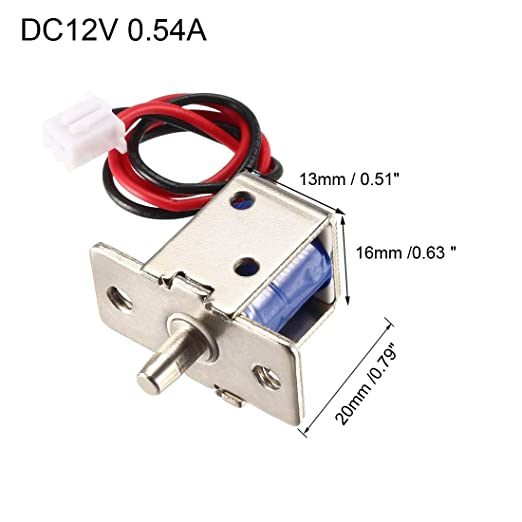 DC12V 0.54A
13mm / 0.51"
16mm /0.63 "
20mm /0.79"